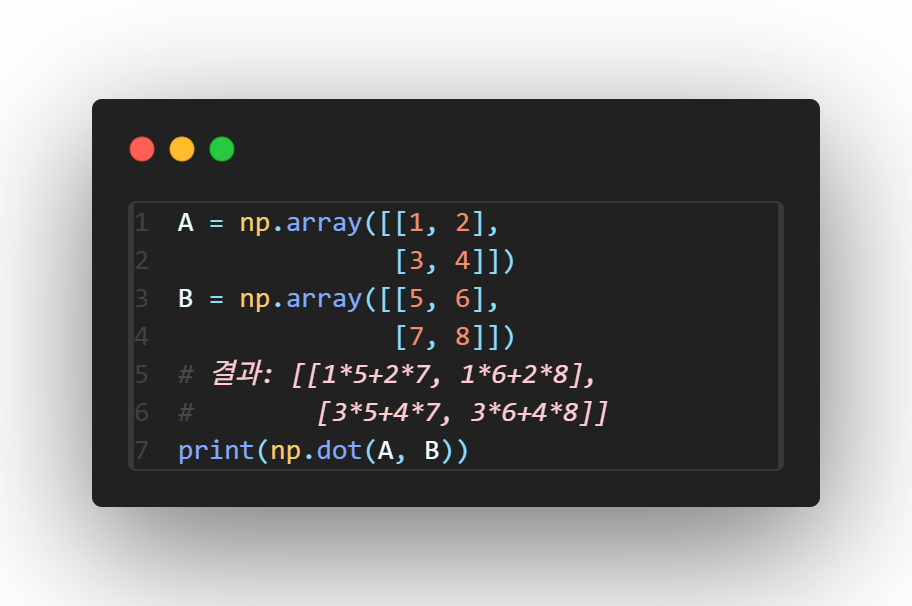 1 A = np.array([[1, 2],
2               [3, 4]])
3 B = np.array([[5, 6],
4               [7, 8]])
5 # 결과: [[1*5+2*7, 1*6+2*8],
6 #        [3*5+4*7, 3*6+4*8]]
7 print(np.dot(A, B))